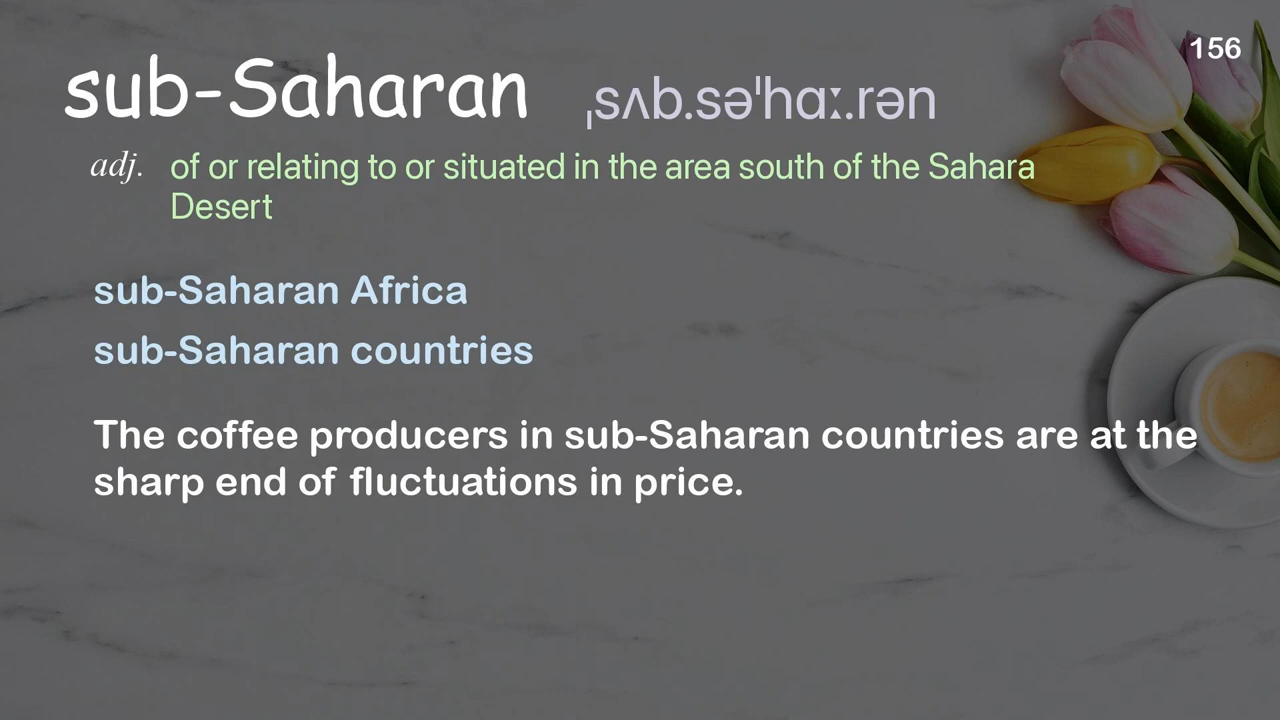 156
sub-Saharan ˌsʌb.səˈhɑː.rən
adj. of or relating to or situated in the area south of the Sahara
Desert
sub-Saharan Africa
sub-Saharan countries
The coffee producers in sub-Saharan countries are at the
sharp end of fluctuations in price.